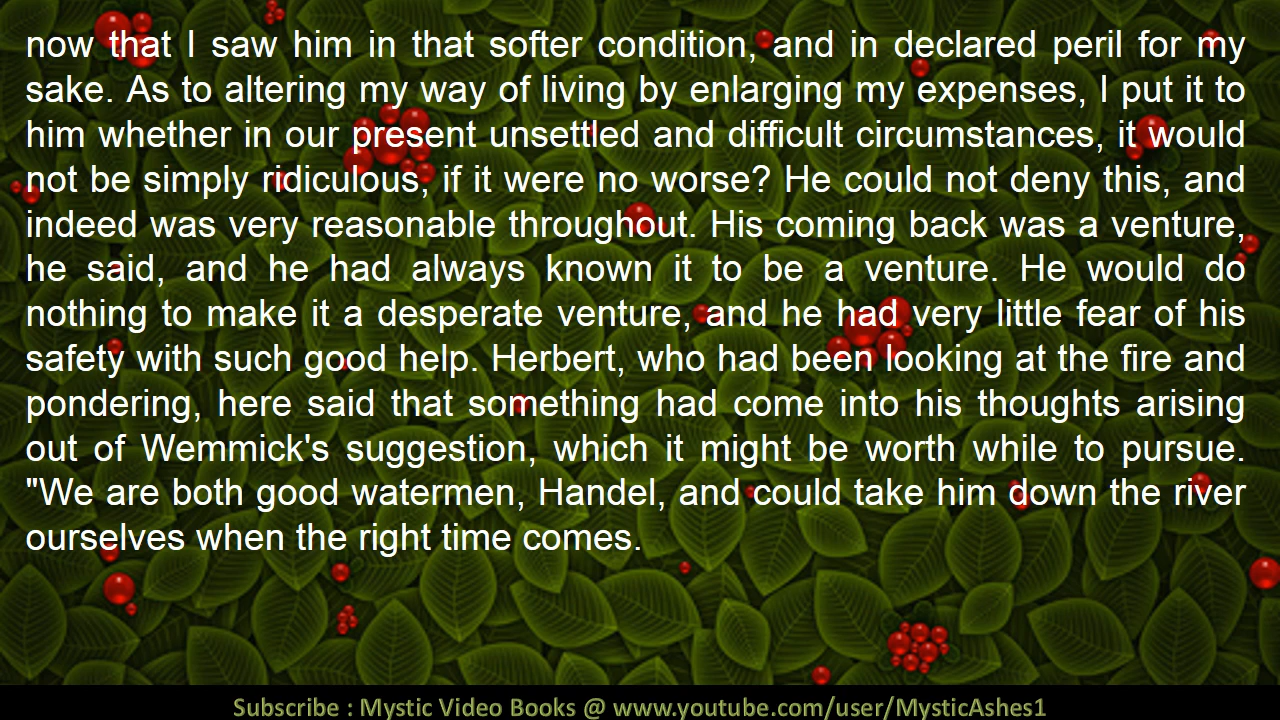 now that I saw him in that softer condition, and in declared peril for my
sake. As to altering my way of living by enlarging my expenses, I put it to
him whether in our present unsettled and difficult circumstances, it would
not be simply ridiculous, if it were no worse? He could not deny this, and
indeed was very reasonable throughout. His coming back was a venture,
he said, and he had always known it to be a venture. He would do
nothing to make it a desperate venture, and he had very little fear of his
safety with such good help. Herbert, who had been looking at the fire and
pondering, here said that something had come into his thoughts arising
out of Wemmick's suggestion, which it might be worth while to pursue.
"We are both good watermen, Handel, and could take him down the river
ourselves when the right time comes.
Subscribe : Mystic Video Books @ www.youtube.com/user/MysticAshes1